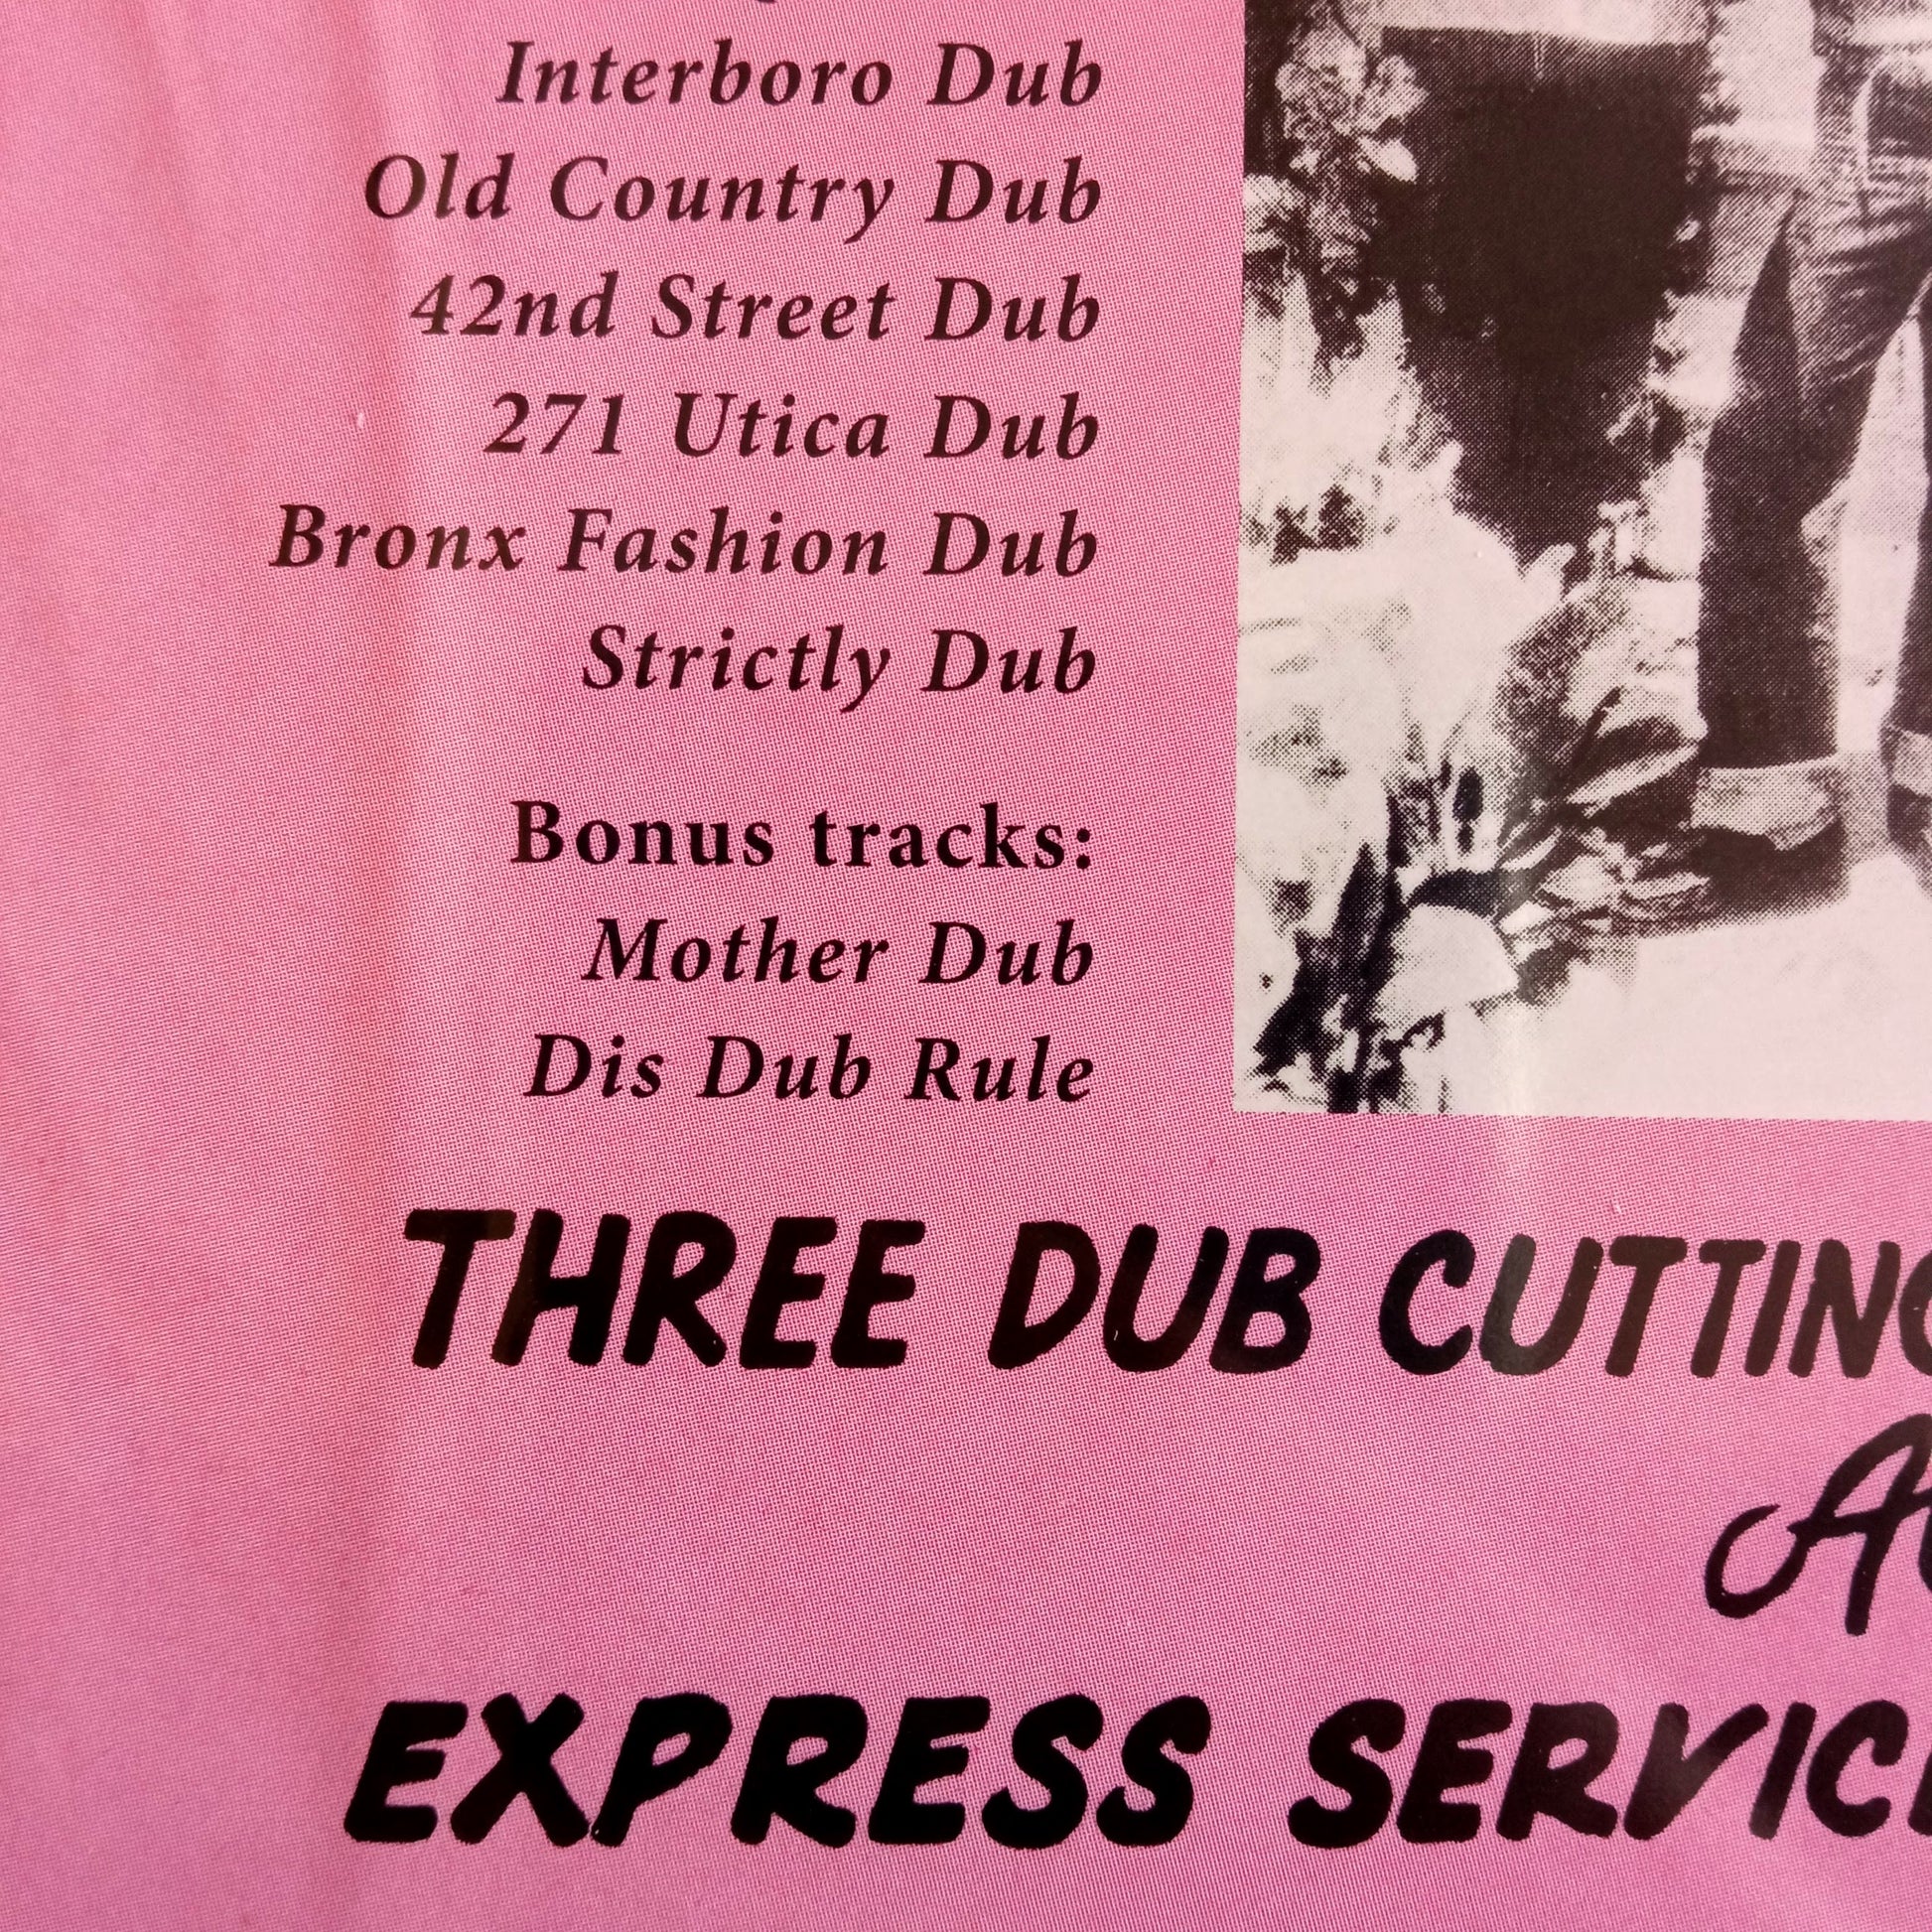 Interboro Dub
Old Country Dub
42nd Street Dub
271 Utica Dub
Bronx Fashion Dub
Strictly Dub
Bonus tracks:
Mother Dub
Dis Dub Rule
THREE DUB CUTTING
EXPRESS SERVIC